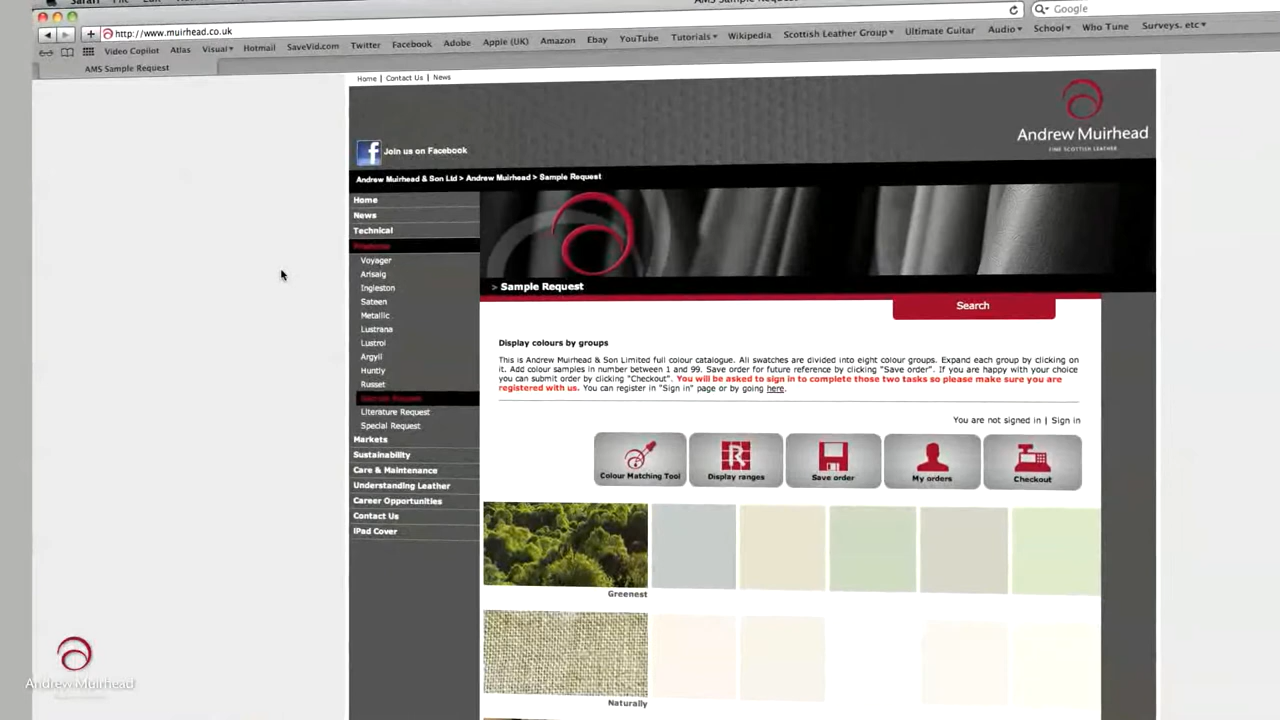 Safari
AMS Sample Request
http://www.muirhead.co.uk
Google
Video Copilot
Atlas
Visual
Hotmail
SaveVid.com
Twitter
Facebook
Adobe
Apple (UK)
Amazon
Ebay
YouTube
Tutorials
Wikipedia
Scottish Leather Group
Ultimate Guitar
Audio
School
Who Tune
Surveys, etc
AMS Sample Request
Home | Contact Us | News
Andrew Muirhead
FINE SCOTTISH LEATHER
Join us on Facebook
Andrew Muirhead & Son Ltd > Andrew Muirhead > Sample Request
Home
News
Technical
Products
Voyager
Arisaig
Ingleston
Sateen
Metallic
Lustrana
Lustrol
Argyll
Huntly
Russet
Sample Request
Literature Request
Special Request
Markets
Sustainability
Care & Maintenance
Understanding Leather
Career Opportunities
Contact Us
iPad Cover
> Sample Request
Search
Display colours by groups
This is Andrew Muirhead & Son Limited full colour catalogue. All swatches are divided into eight colour groups. Expand each group by clicking on
it. Add colour samples in number between 1 and 99. Save order for future reference by clicking "Save order". If you are happy with your choice
you can submit order by clicking "Checkout". You will be asked to sign in to complete those two tasks so please make sure you are
registered with us. You can register in "Sign in" page or by going here.
You are not signed in | Sign in
Colour Matching Tool
Display ranges
Save order
My orders
Checkout
Greenest
Naturally
Andrew Muirhead